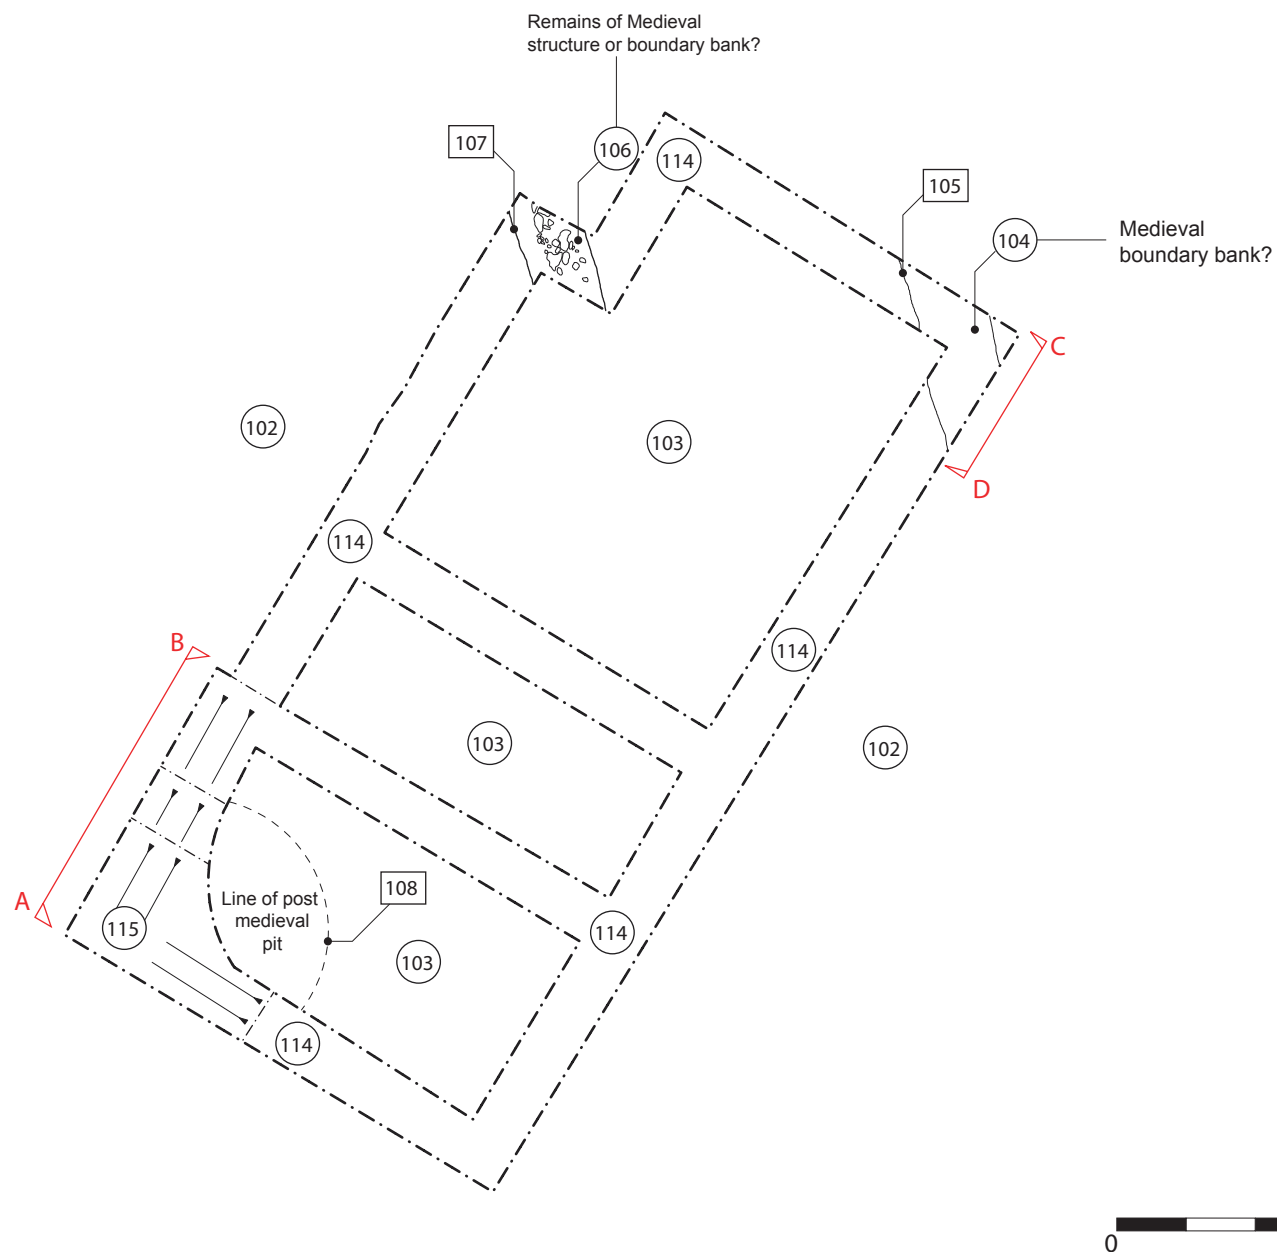 Remains of Medieval
structure or boundary bank?
107
106
114
105
104
Medieval
boundary bank?
C
102
103
D
114
114
B
103
102
108
A
Line of post
medieval
pit
115
103
114
114
0